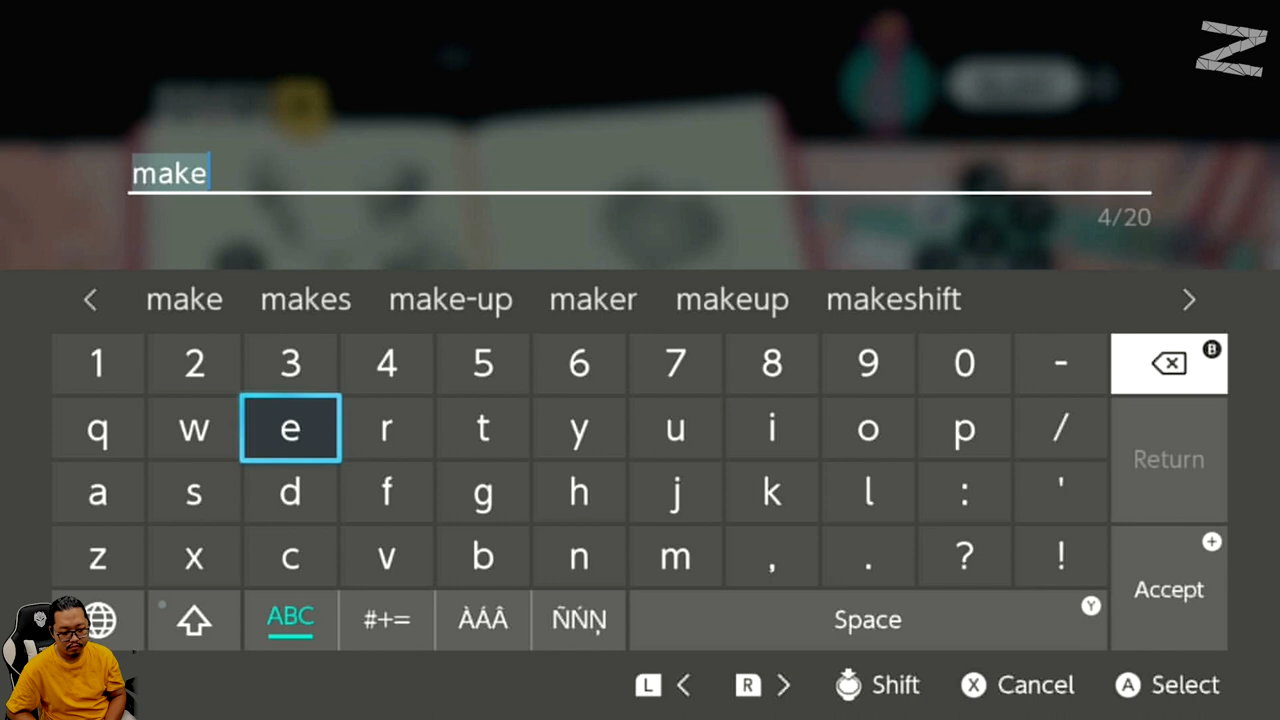 Z
make
4/20
< make makes make-up maker makeup makeshift >
1 2 3 4 5 6 7 8 9 0 - B
q w e r t y u i o p / Return
a s d f g h j k l : '
z x c v b n m , . ? ! + Accept
ABC #+= ÀÁÂ ÑŃŅ Space Y
L < R > Shift X Cancel A Select